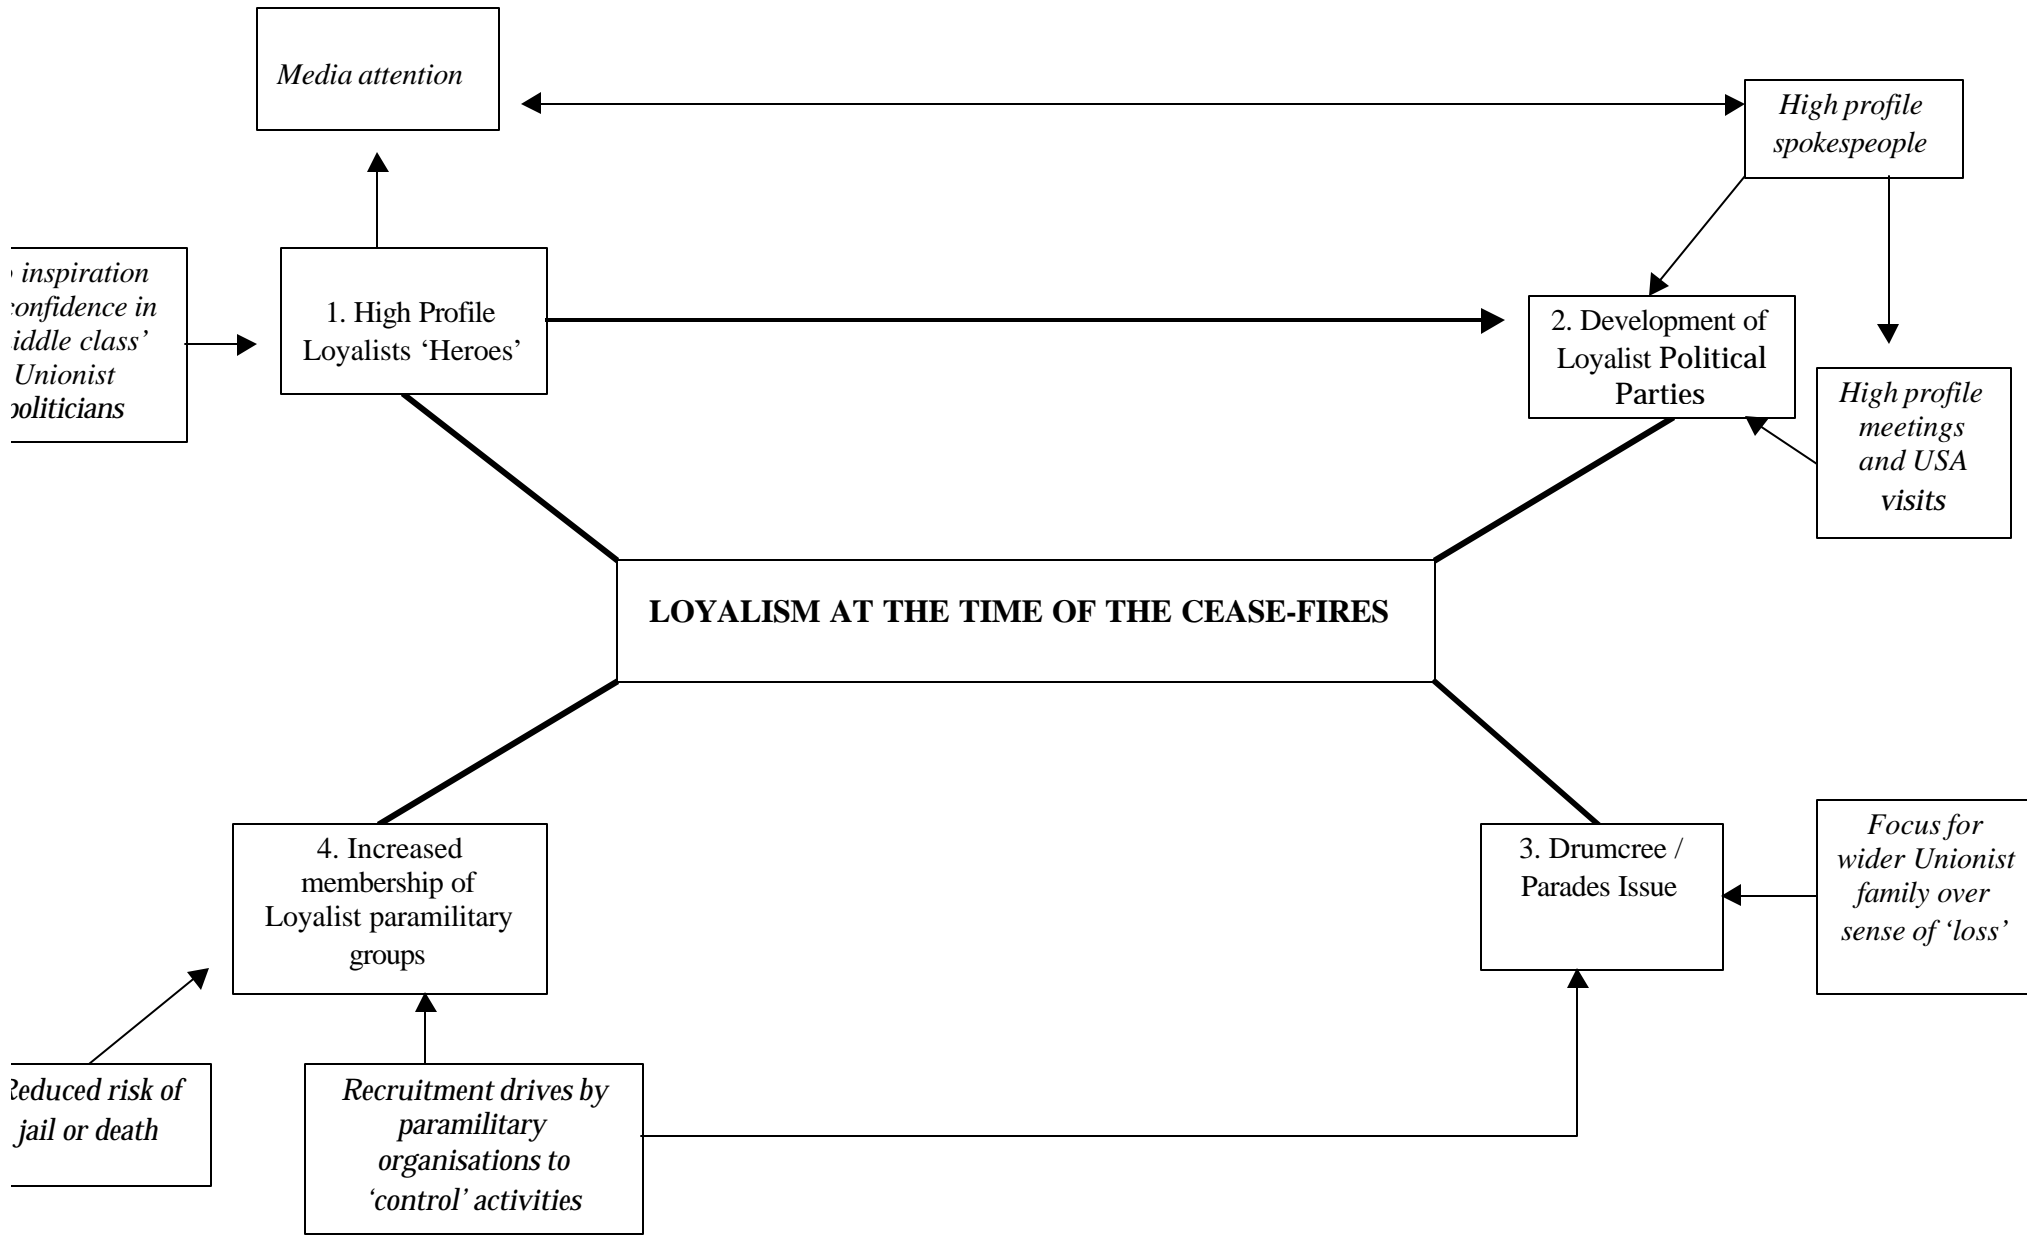 Media attention
High profile
spokespeople
inspiration
confidence in
middle class’
Unionist
politicians
1. High Profile
Loyalists ‘Heroes’
2. Development of
Loyalist Political
Parties
High profile
meetings
and USA
visits
LOYALISM AT THE TIME OF THE CEASE-FIRES
4. Increased
membership of
Loyalist paramilitary
groups
3. Drumcree /
Parades Issue
Focus for
wider Unionist
family over
sense of ‘loss’
Reduced risk of
jail or death
Recruitment drives by
paramilitary
organisations to
‘control’ activities